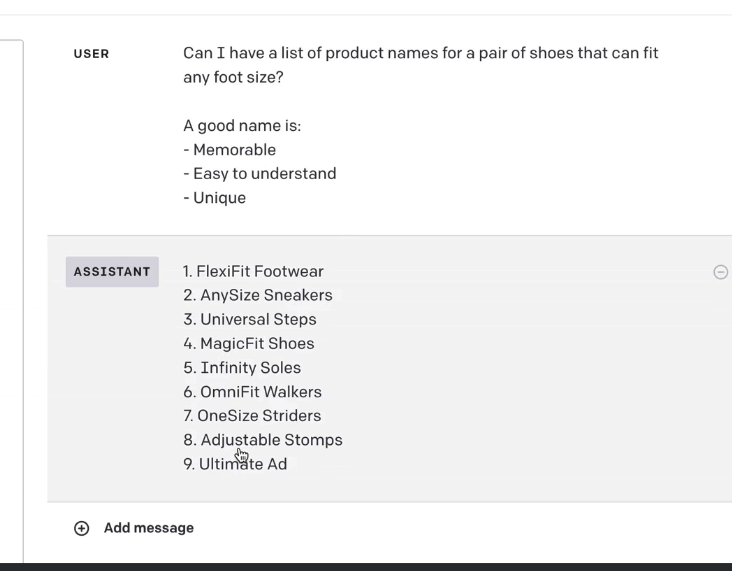 USER
Can I have a list of product names for a pair of shoes that can fit
any foot size?
A good name is:
- Memorable
- Easy to understand
- Unique
ASSISTANT
1. FlexiFit Footwear
2. AnySize Sneakers
3. Universal Steps
4. MagicFit Shoes
5. Infinity Soles
6. OmniFit Walkers
7. OneSize Striders
8. Adjustable Stomps
9. Ultimate Ad
Add message